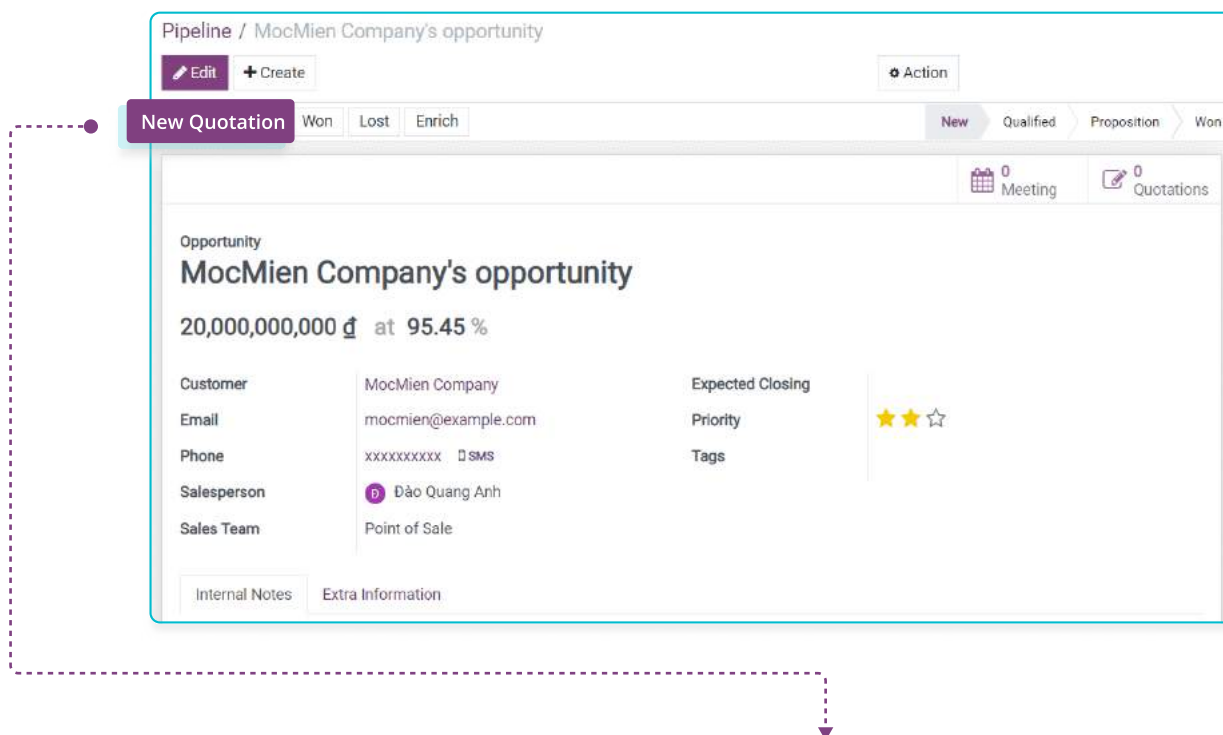 Pipeline / MocMien Company's opportunity
Edit Create Action
New Quotation Won Lost Enrich New Qualified Proposition Won
0 Meeting 0 Quotations
Opportunity
MocMien Company's opportunity
20,000,000,000 ₫ at 95.45 %
Customer MocMien Company Expected Closing
Email mocmien@example.com Priority
Phone xxxxxxxxxx SMS Tags
Salesperson Đ Đào Quang Anh
Sales Team Point of Sale
Internal Notes Extra Information